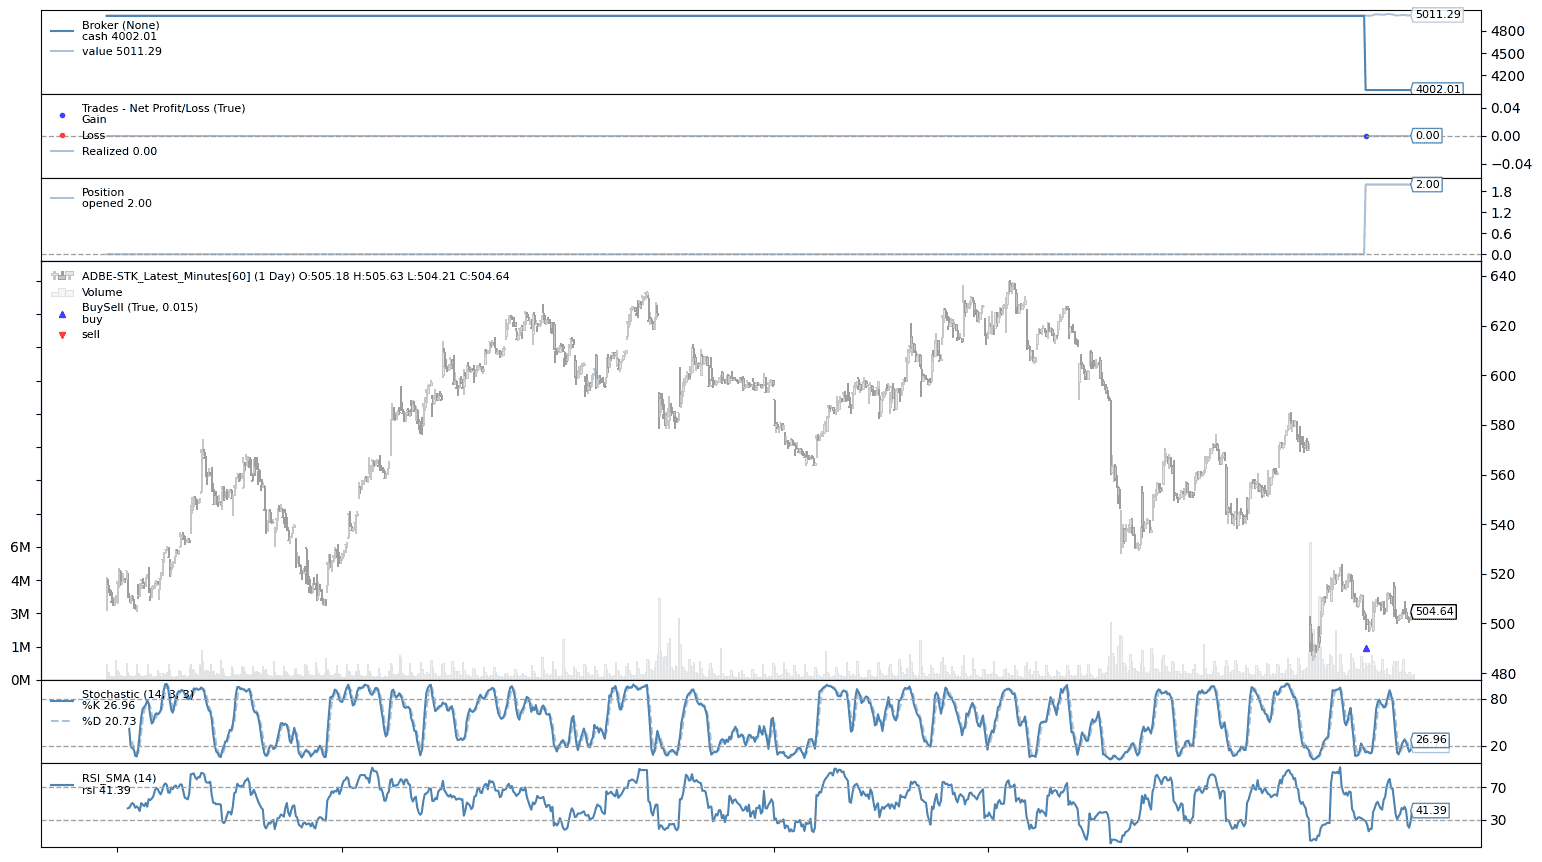 Broker (None)
cash 4002.01
value 5011.29
5011.29
4800
4500
4200
4002.01
Trades - Net Profit/Loss (True)
Gain
Loss
Realized 0.00
0.04
0.00
0.00
−0.04
Position
opened 2.00
2.00
1.8
1.2
0.6
0.0
ADBE-STK_Latest_Minutes[60] (1 Day) O:505.18 H:505.63 L:504.21 C:504.64
Volume
BuySell (True, 0.015)
buy
sell
640
620
600
580
560
540
520
504.64
500
480
6M
4M
3M
1M
0M
Stochastic (14, 3, 3)
%K 26.96
%D 20.73
80
26.96
20
RSI_SMA (14)
rsi 41.39
70
41.39
30